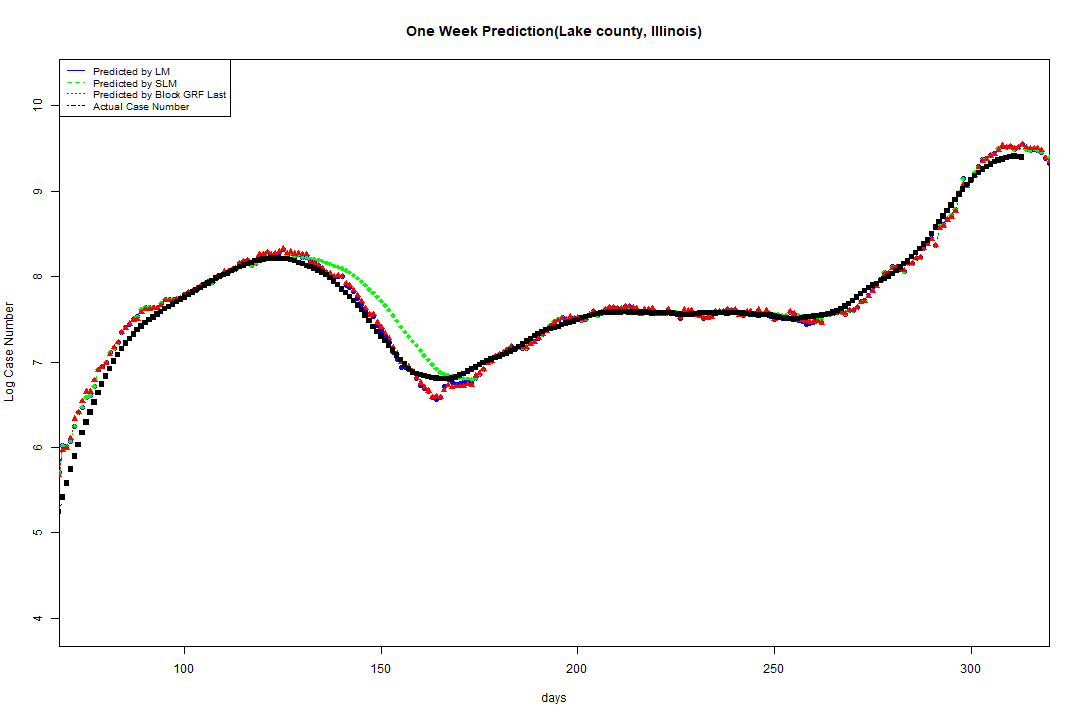 One Week Prediction(Lake county, Illinois)
Predicted by LM
Predicted by SLM
Predicted by Block GRF Last
Actual Case Number
10
9
8
7
6
5
4
Log Case Number
100 150 200 250 300
days